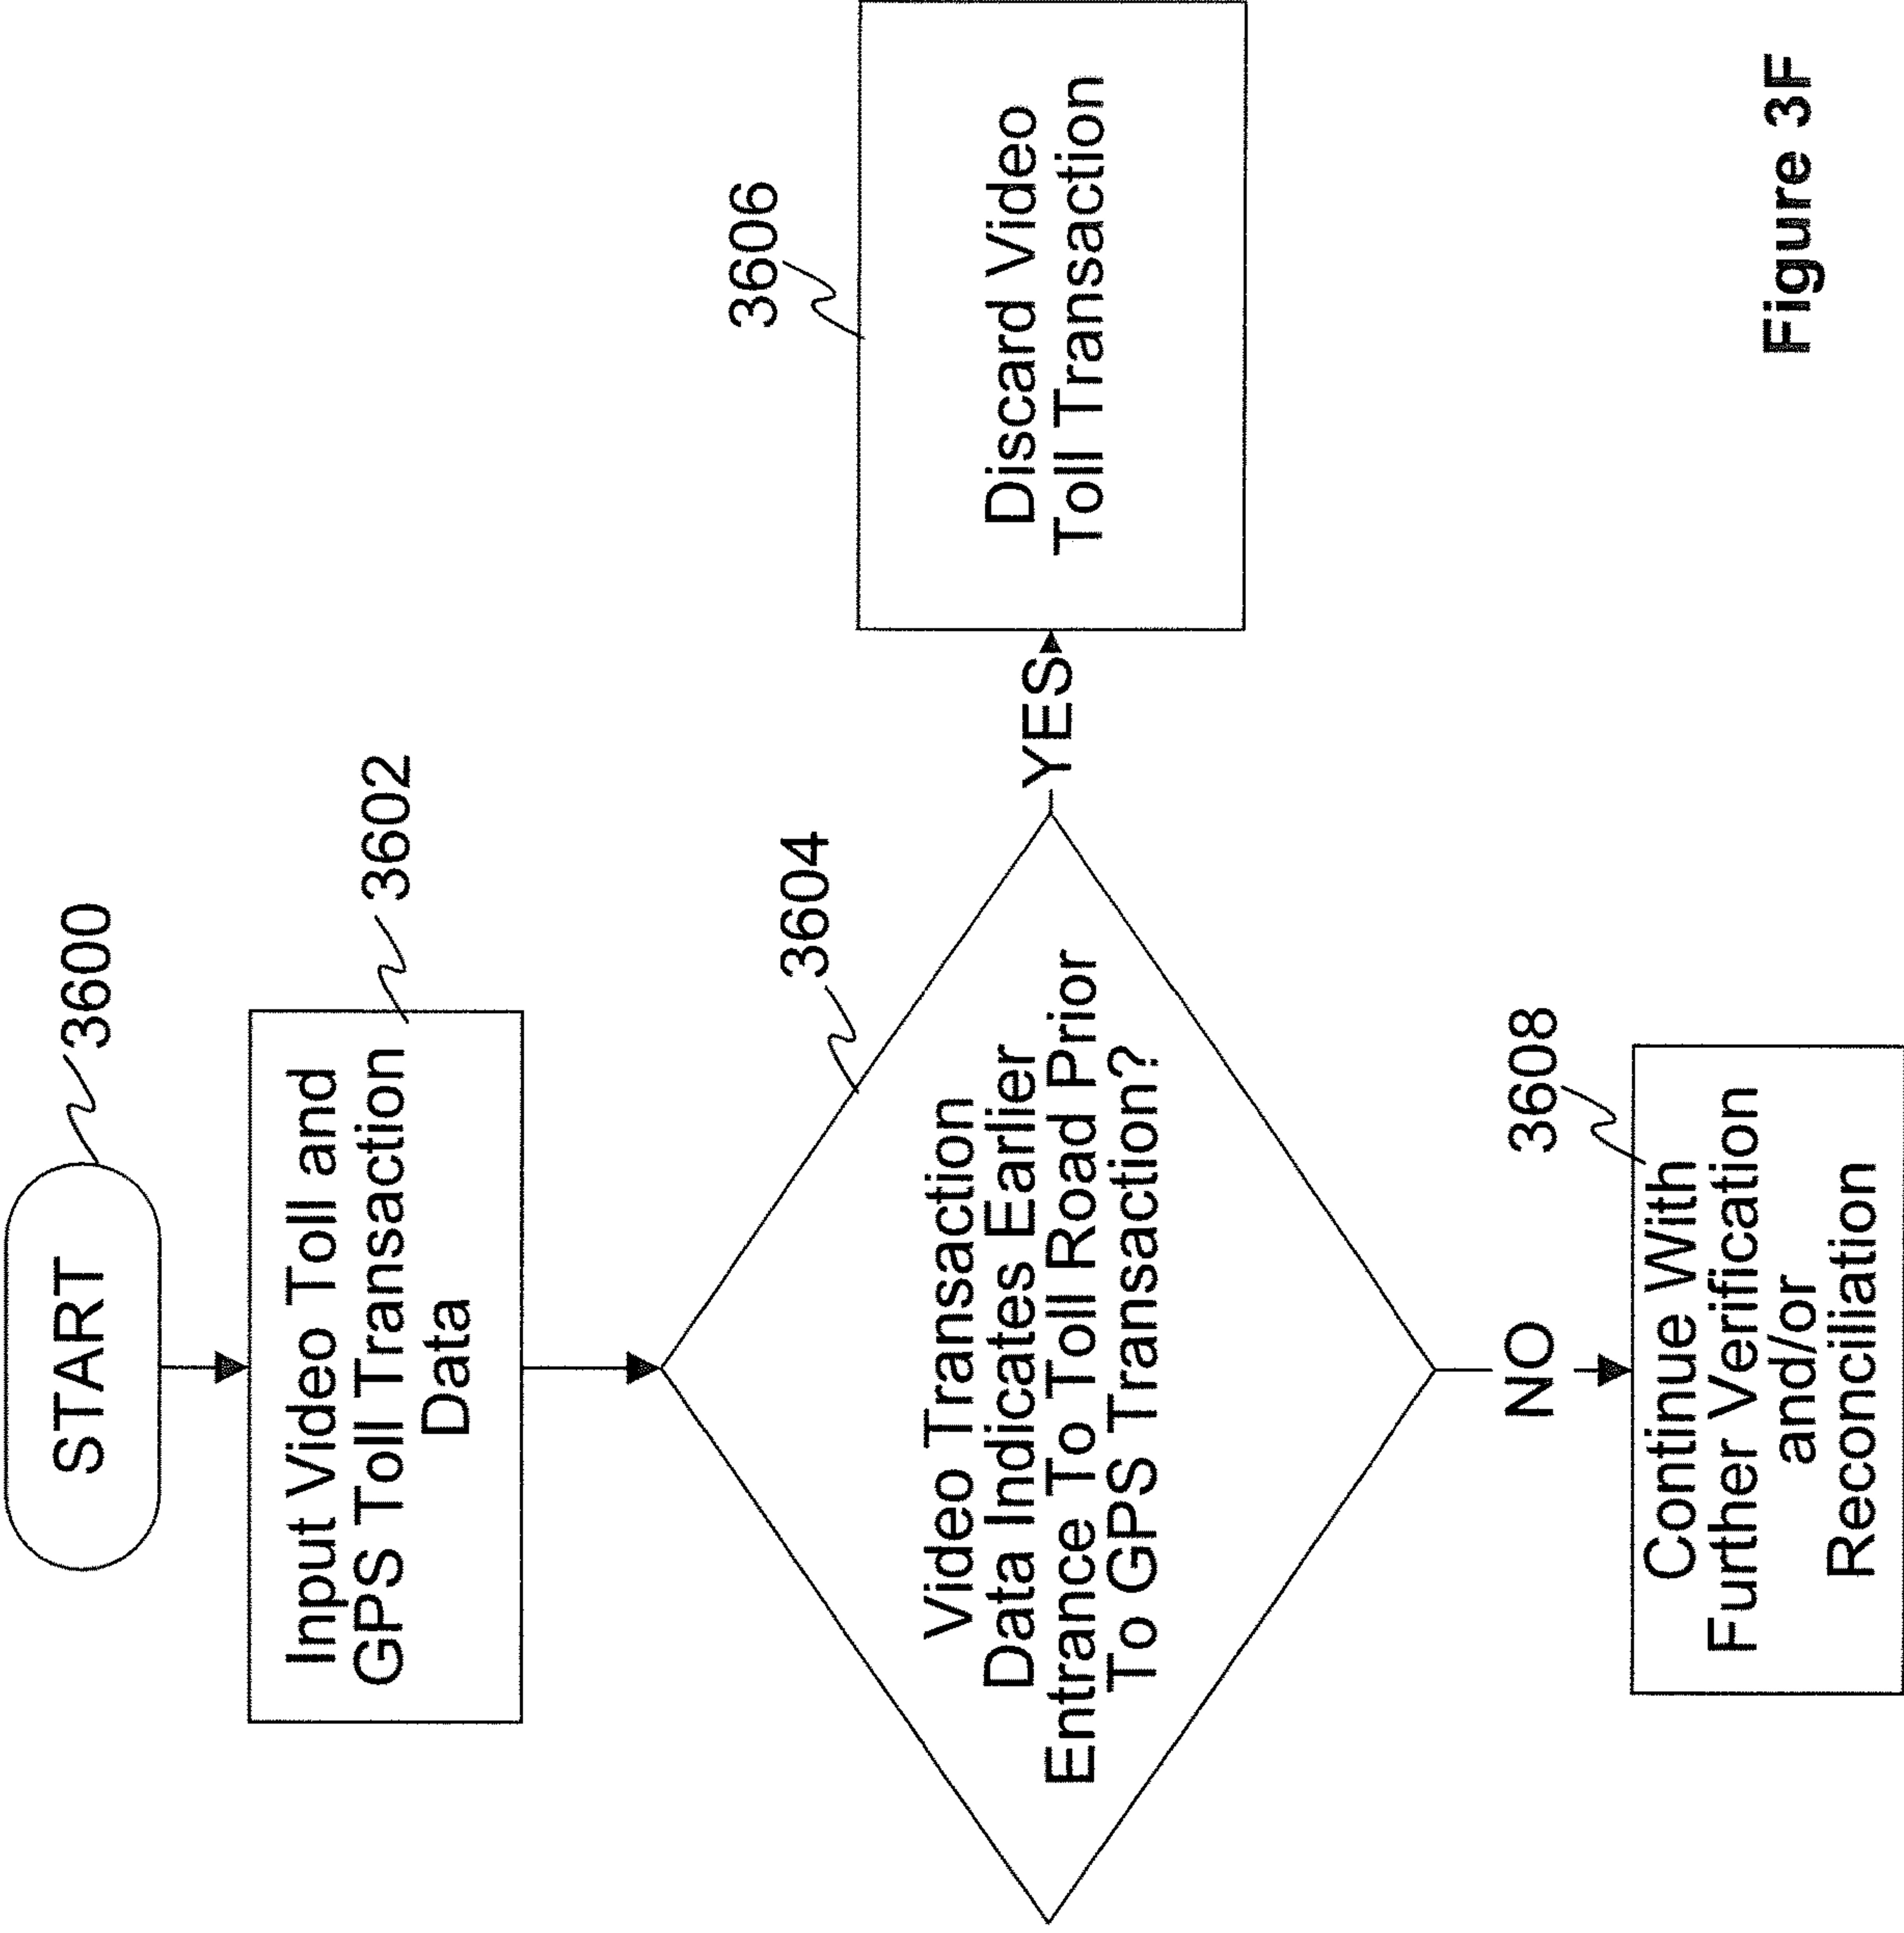 START
3600
Input Video Toll and
GPS Toll Transaction
Data
3602
Video Transaction
Data Indicates Earlier
Entrance To Toll Road Prior
To GPS Transaction?
3604
YES
Discard Video
Toll Transaction
3606
NO
Continue With
Further Verification
and/or
Reconciliation
3608
Figure 3F